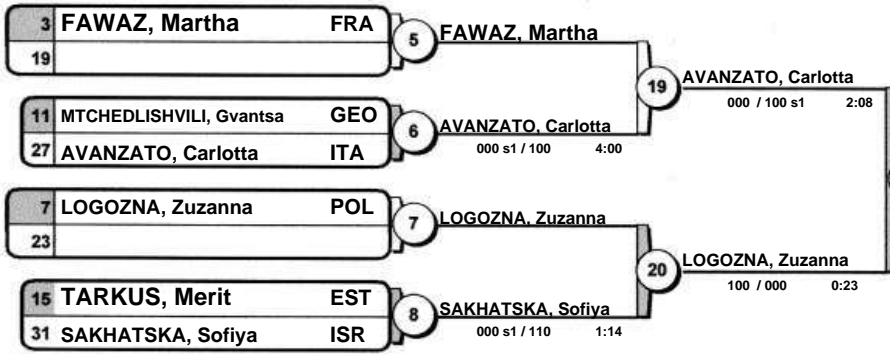 3 FAWAZ, Martha FRA
19
5 FAWAZ, Martha
11 MTCHEDLISHVILI, Gvantsa GEO
27 AVANZATO, Carlotta ITA
6 AVANZATO, Carlotta
000 s1 / 100 4:00
19 AVANZATO, Carlotta
000 / 100 s1 2:08
7 LOGOZNA, Zuzanna POL
23
7 LOGOZNA, Zuzanna
15 TARKUS, Merit EST
31 SAKHATSKA, Sofiya ISR
8 SAKHATSKA, Sofiya
000 s1 / 110 1:14
20 LOGOZNA, Zuzanna
100 / 000 0:23